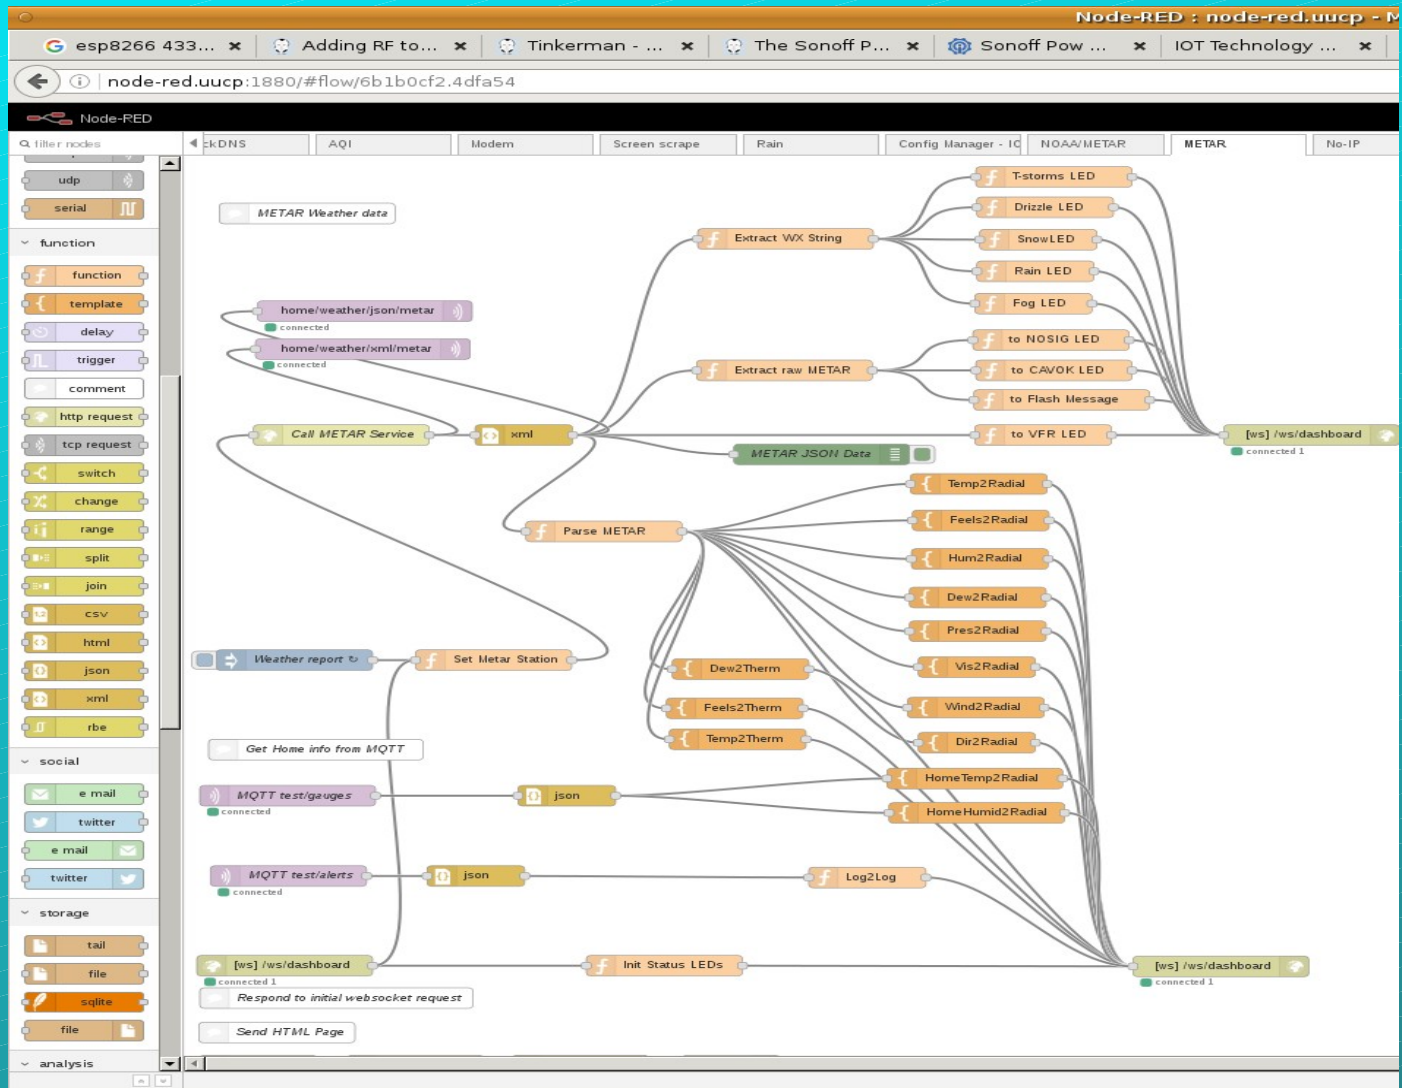 Node-RED : node-red.uucp - M
esp8266 433... × Adding RF to... × Tinkerman - ... × The Sonoff P... × Sonoff Pow ... × IOT Technology ... ×
node-red.uucp:1880/#flow/6b1b0cf2.4dfa54
Node-RED
filter nodes
ckDNS AQI Modem Screen scrape Rain Config Manager - IO NOAA/METAR METAR No-IP
udp
serial
function
function
template
delay
trigger
comment
http request
tcp request
switch
change
range
split
join
csv
html
json
xml
rbe
social
e mail
twitter
e mail
twitter
storage
tail
file
sqlite
file
analysis
METAR Weather data
home/weather/json/metar
connected
home/weather/xml/metar
connected
Call METAR Service
xml
Extract WX String
Extract raw METAR
T-storms LED
Drizzle LED
SnowLED
Rain LED
Fog LED
to NOSIG LED
to CAVOK LED
to Flash Message
to VFR LED
[ws] /ws/dashboard
connected 1
METAR JSON Data
Parse METAR
Temp2Radial
Feels2Radial
Hum2Radial
Dew2Radial
Pres2Radial
Vis2Radial
Wind2Radial
Dir2Radial
HomeTemp2Radial
HomeHumid2Radial
Dew2Therm
Feels2Therm
Temp2Therm
Weather report ↻
Set Metar Station
Get Home info from MQTT
MQTT test/gauges
connected
json
MQTT test/alerts
connected
json
Log2Log
[ws] /ws/dashboard
connected 1
Init Status LEDs
[ws] /ws/dashboard
connected 1
Respond to initial websocket request
Send HTML Page